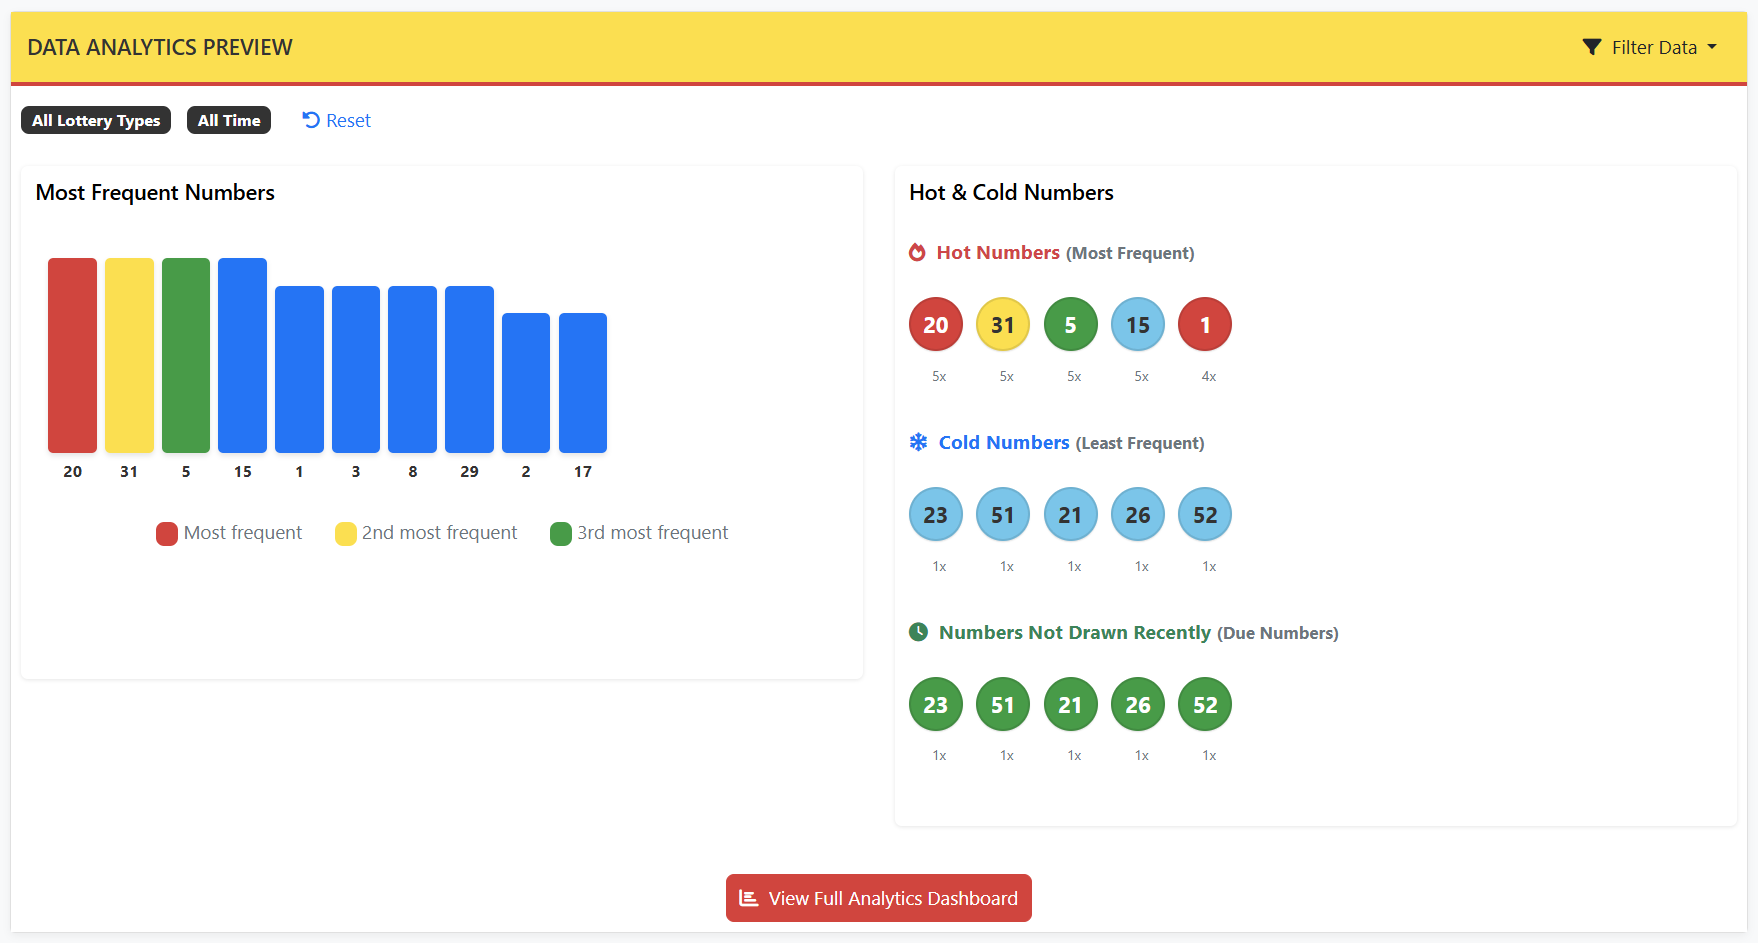 DATA ANALYTICS PREVIEW
Filter Data
All Lottery Types All Time Reset
Most Frequent Numbers
20 31 5 15 1 3 8 29 2 17
Most frequent 2nd most frequent 3rd most frequent
Hot & Cold Numbers
Hot Numbers (Most Frequent)
20 31 5 15 1
5x 5x 5x 5x 4x
Cold Numbers (Least Frequent)
23 51 21 26 52
1x 1x 1x 1x 1x
Numbers Not Drawn Recently (Due Numbers)
23 51 21 26 52
1x 1x 1x 1x 1x
View Full Analytics Dashboard